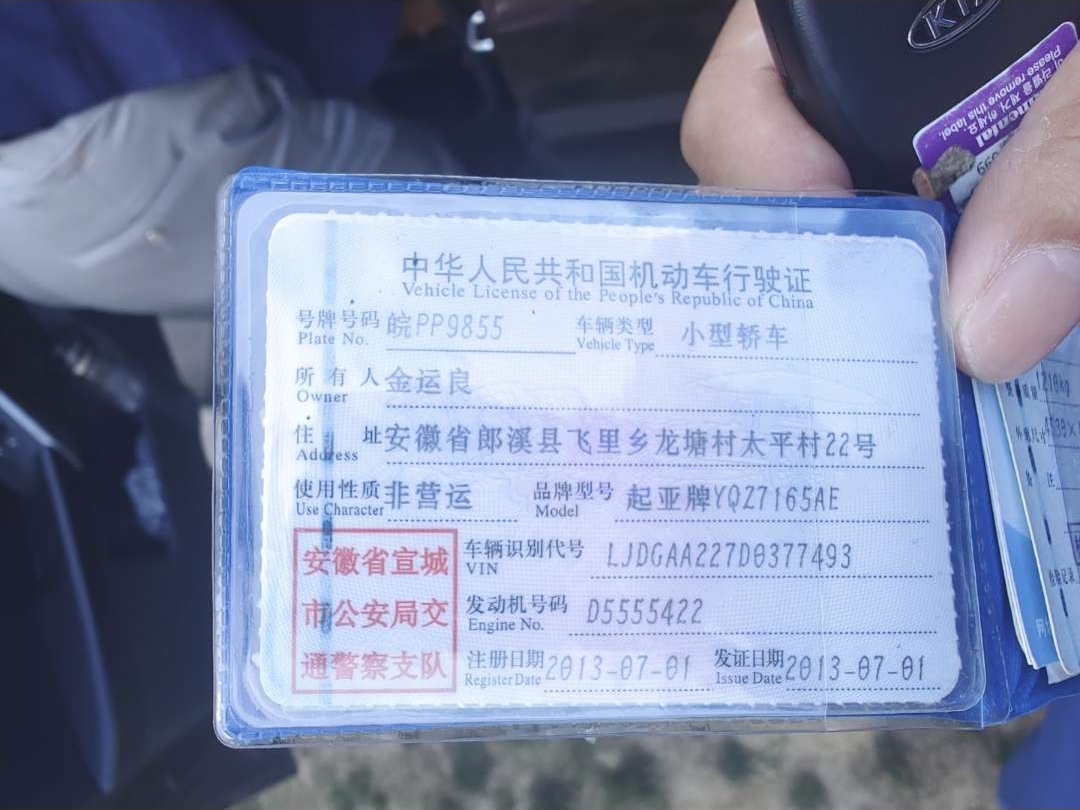 KIA
Please remove this label.
中华人民共和国机动车行驶证
Vehicle License of the People's Republic of China
号牌号码 Plate No. 皖PP9855 车辆类型 Vehicle Type 小型轿车
所有人 Owner 金运良
住址 Address 安徽省郎溪县飞里乡龙塘村太平村22号
使用性质 Use Character 非营运 品牌型号 Model 起亚牌YQZ7165AE
车辆识别代号 VIN LJDGAA227D0377493
发动机号码 Engine No. D5555422
注册日期 Register Date 2013-07-01 发证日期 Issue Date 2013-07-01
安徽省宣城
市公安局交
通警察支队